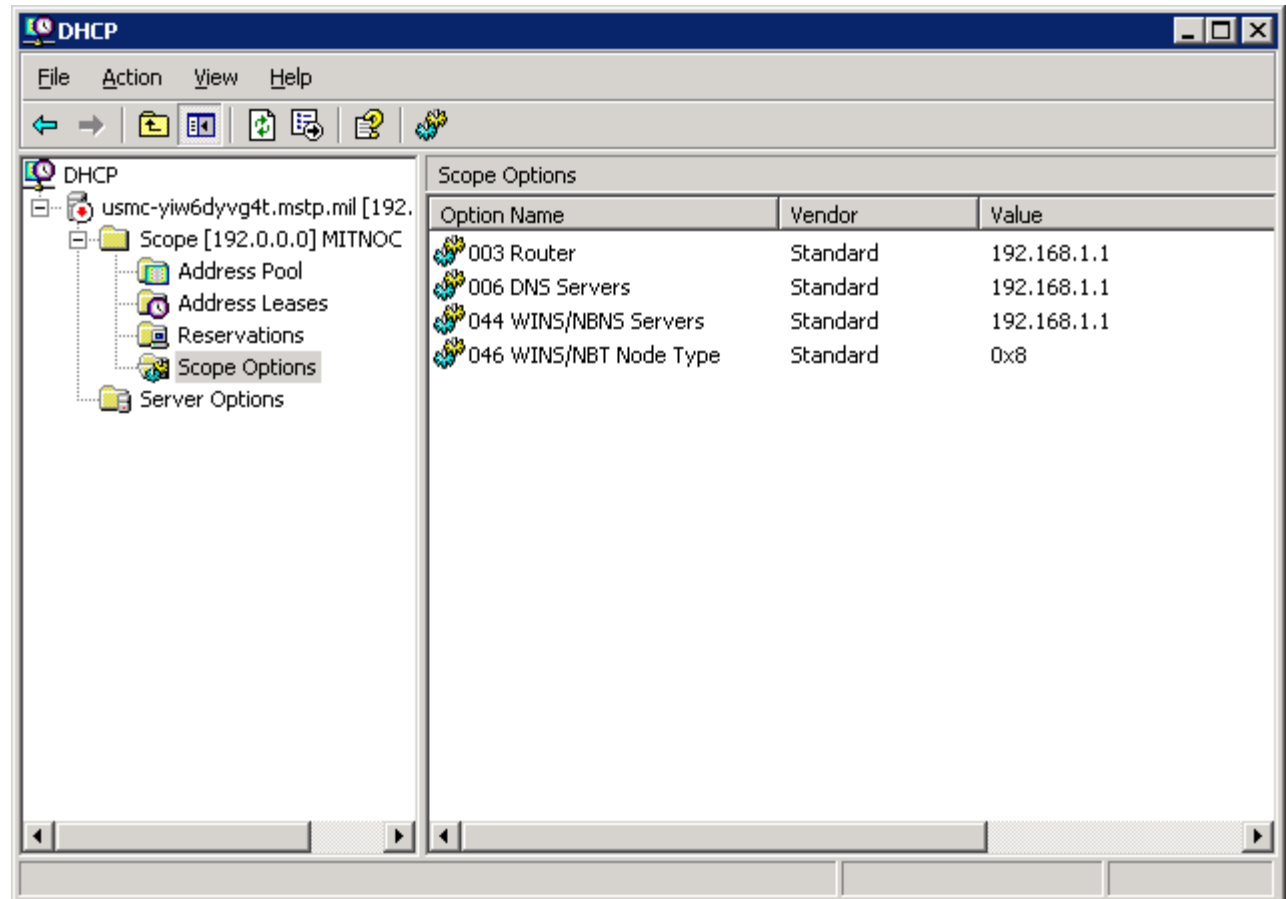 DHCP
File Action View Help
DHCP
usmc-yiw6dyvg4t.mstp.mil [192.
Scope [192.0.0.0] MITNOC
Address Pool
Address Leases
Reservations
Scope Options
Server Options
Scope Options
Option Name Vendor Value
003 Router Standard 192.168.1.1
006 DNS Servers Standard 192.168.1.1
044 WINS/NBNS Servers Standard 192.168.1.1
046 WINS/NBT Node Type Standard 0x8